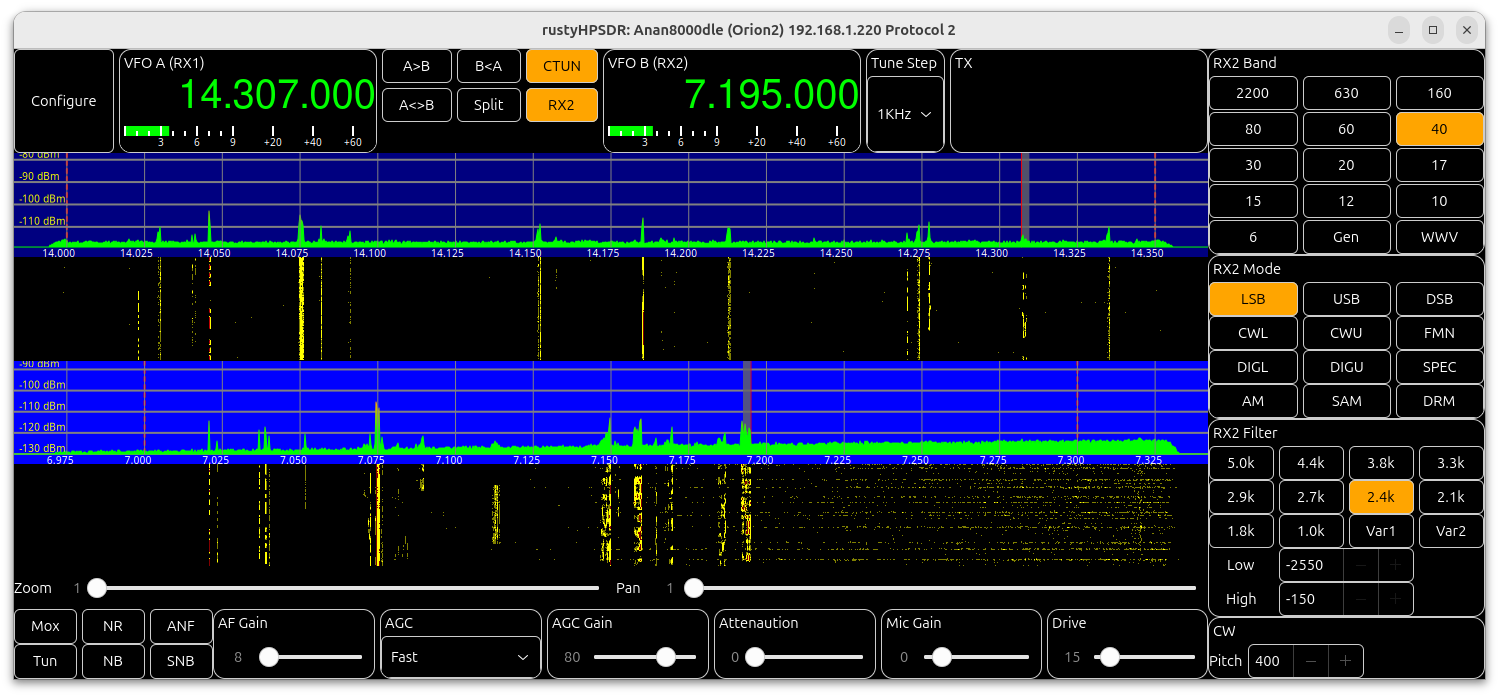 rustyHPSDR: Anan8000dle (Orion2) 192.168.1.220 Protocol 2
Configure
VFO A (RX1)
14.307.000
3 6 9 +20 +40 +60
A>B B<A CTUN
A<>B Split RX2
VFO B (RX2)
7.195.000
3 6 9 +20 +40 +60
Tune Step
1KHz
TX
-80 dBm
-90 dBm
-100 dBm
-110 dBm
14.000 14.025 14.050 14.075 14.100 14.125 14.150 14.175 14.200 14.225 14.250 14.275 14.300 14.325 14.350
-90 dBm
-100 dBm
-110 dBm
-120 dBm
-130 dBm
6.975 7.000 7.025 7.050 7.075 7.100 7.125 7.150 7.175 7.200 7.225 7.250 7.275 7.300 7.325
Zoom 1 Pan 1
Mox NR ANF
Tun NB SNB
AF Gain
8
AGC
Fast
AGC Gain
80
Attenaution
0
Mic Gain
0
Drive
15
RX2 Band
2200 630 160
80 60 40
30 20 17
15 12 10
6 Gen WWV
RX2 Mode
LSB USB DSB
CWL CWU FMN
DIGL DIGU SPEC
AM SAM DRM
RX2 Filter
5.0k 4.4k 3.8k 3.3k
2.9k 2.7k 2.4k 2.1k
1.8k 1.0k Var1 Var2
Low -2550 − +
High -150 − +
CW
Pitch 400 − +